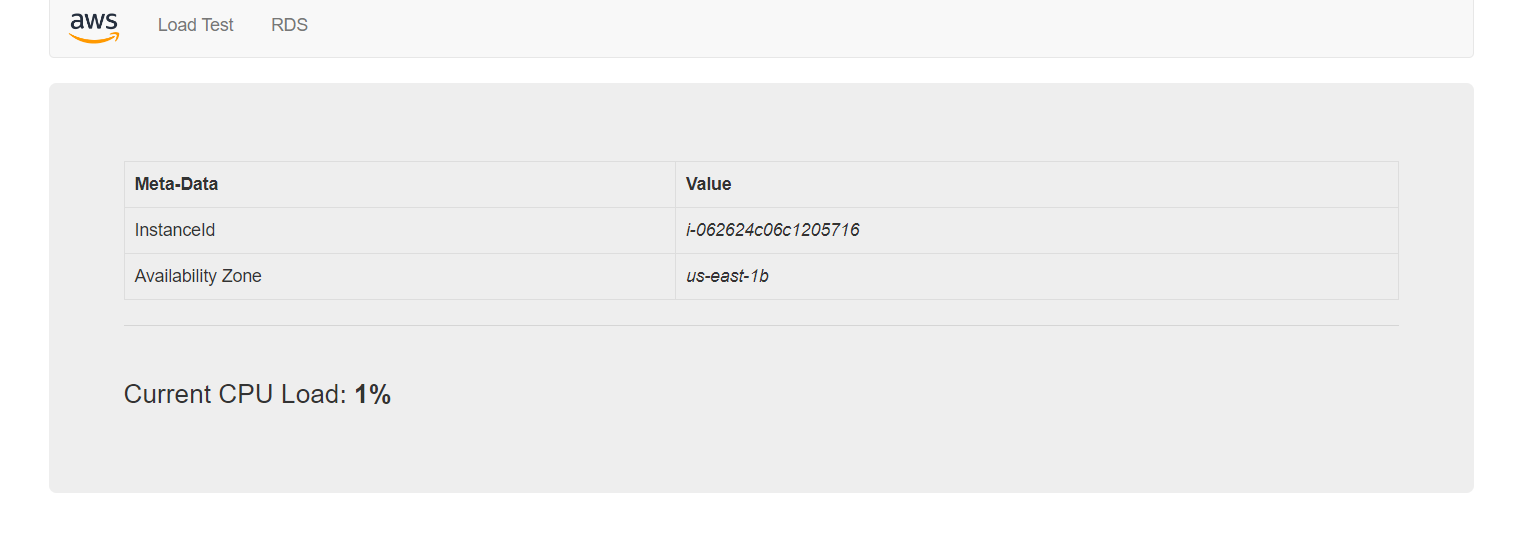 aws Load Test RDS
Meta-Data Value
InstanceId i-062624c06c1205716
Availability Zone us-east-1b
Current CPU Load: 1%